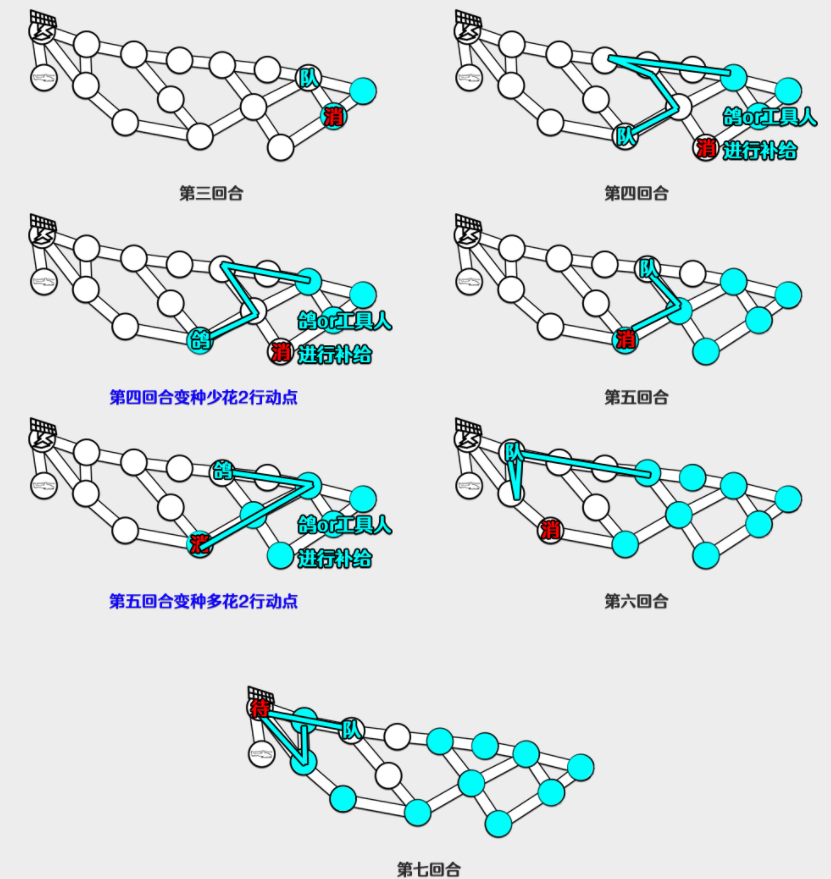 队
消
第三回合
队
鸽or工具人
消 进行补给
第四回合
鸽
鸽or工具人
消 进行补给
第四回合变种少花2行动点
队
消
第五回合
鸽
消
鸽or工具人
进行补给
第五回合变种多花2行动点
队
消
第六回合
待
队
第七回合